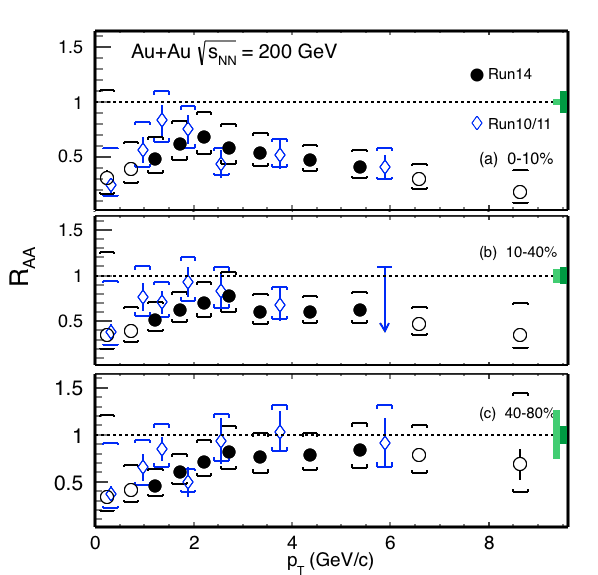 Au+Au √s_NN = 200 GeV
Run14
Run10/11
(a) 0-10%
1.5
1
0.5
(b) 10-40%
1.5
1
0.5
(c) 40-80%
1.5
1
0.5
R_AA
0 2 4 6 8
p_T (GeV/c)